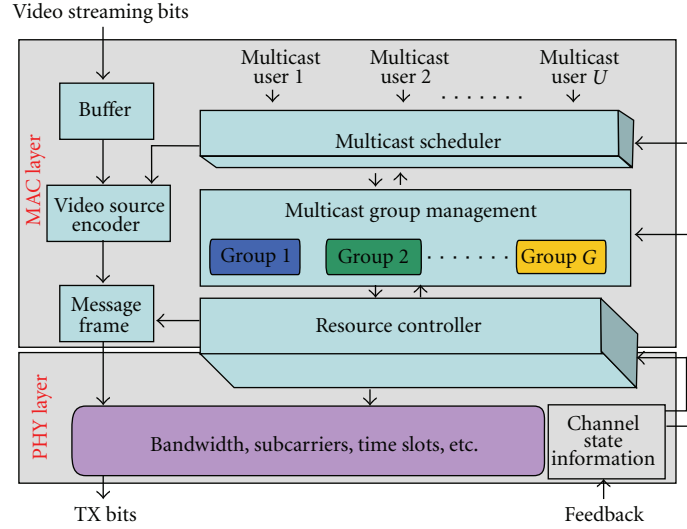 Video streaming bits
Multicast user 1
Multicast user 2
. . . . . . .
Multicast user U
MAC layer
Buffer
Multicast scheduler
Video source encoder
Multicast group management
Group 1
Group 2
. . . . . . .
Group G
Message frame
Resource controller
PHY layer
Bandwidth, subcarriers, time slots, etc.
Channel state information
TX bits
Feedback